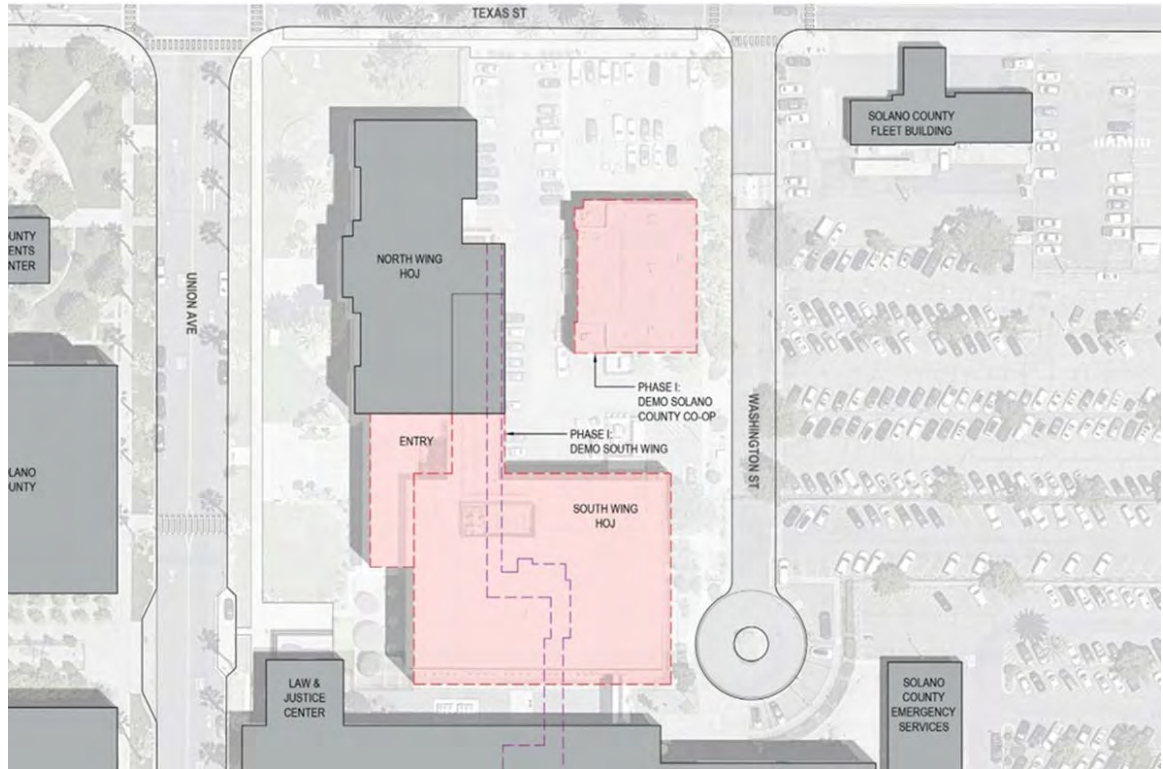 TEXAS ST
SOLANO COUNTY
FLEET BUILDING
UNTY
ENTS
NTER
NORTH WING
HOJ
UNION AVE
PHASE I:
DEMO SOLANO
COUNTY CO-OP
WASHINGTON ST
ENTRY
PHASE I:
DEMO SOUTH WING
LANO
UNTY
SOUTH WING
HOJ
LAW &
JUSTICE
CENTER
SOLANO
COUNTY
EMERGENCY
SERVICES